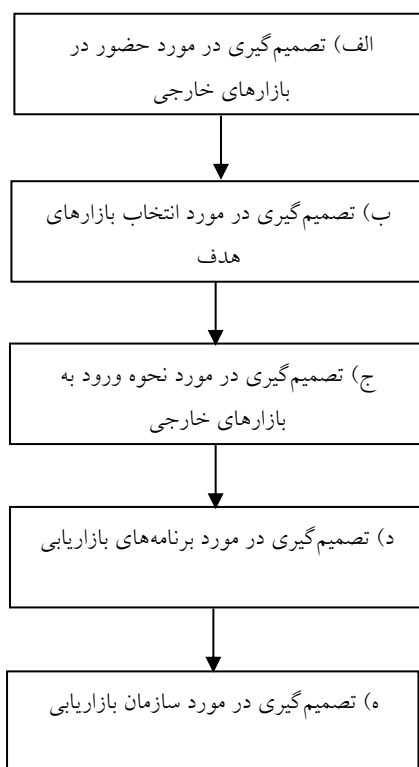 الف) تصمیم‌گیری در مورد حضور در
بازارهای خارجی
ب) تصمیم‌گیری در مورد انتخاب بازارهای
هدف
ج) تصمیم‌گیری در مورد نحوه ورود به
بازارهای خارجی
د) تصمیم‌گیری در مورد برنامه‌های بازاریابی
ه) تصمیم‌گیری در مورد سازمان بازاریابی